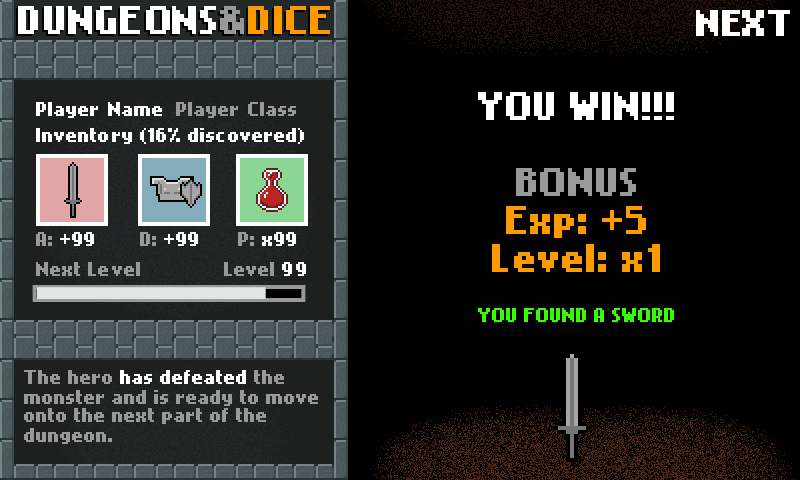 DUNGEONS&DICE
Player Name Player Class
Inventory (16% discovered)
A: +99 D: +99 P: x99
Next Level Level 99
The hero has defeated the
monster and is ready to move
onto the next part of the
dungeon.
NEXT
YOU WIN!!!
BONUS
Exp: +5
Level: x1
YOU FOUND A SWORD